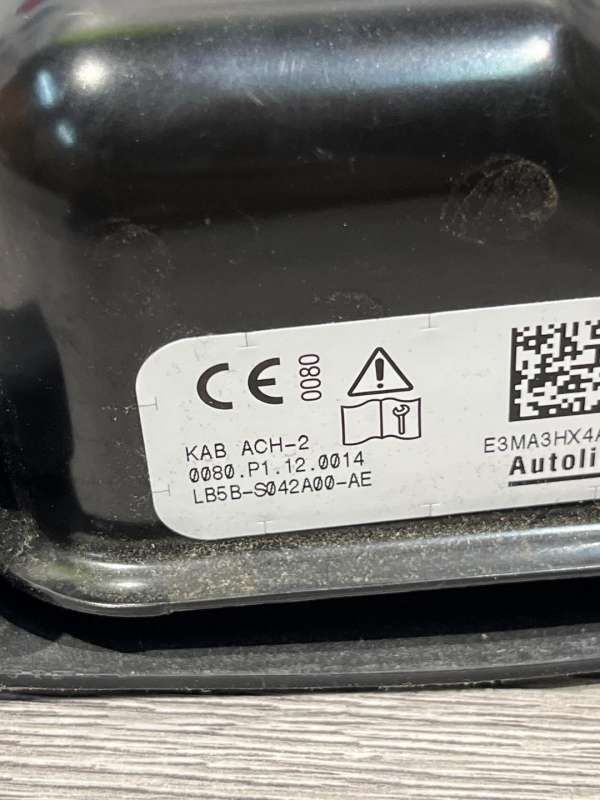 CE 0080
KAB ACH-2
0080.P1.12.0014
LB5B-S042A00-AE